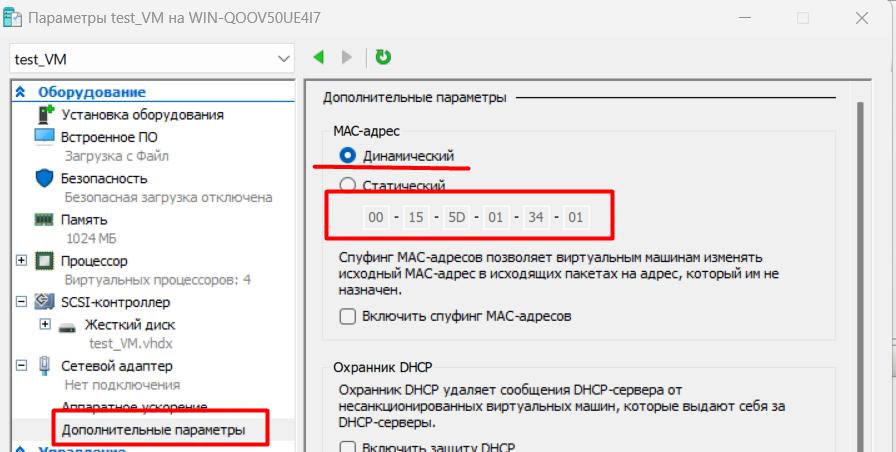 Параметры test_VM на WIN-QOOV50UE4I7
test_VM
Оборудование
Установка оборудования
Встроенное ПО
Загрузка с Файл
Безопасность
Безопасная загрузка отключена
Память
1024 МБ
Процессор
Виртуальных процессоров: 4
SCSI-контроллер
Жесткий диск
test_VM.vhdx
Сетевой адаптер
Нет подключения
Аппаратное ускорение
Дополнительные параметры
Управление
Дополнительные параметры
MAC-адрес
Динамический
Статический
00 - 15 - 5D - 01 - 34 - 01
Спуфинг MAC-адресов позволяет виртуальным машинам изменять
исходный MAC-адрес в исходящих пакетах на адрес, который им не
назначен.
Включить спуфинг MAC-адресов
Охранник DHCP
Охранник DHCP удаляет сообщения DHCP-сервера от
несанкционированных виртуальных машин, которые выдают себя за
DHCP-серверы.
Включить защиту DHCP